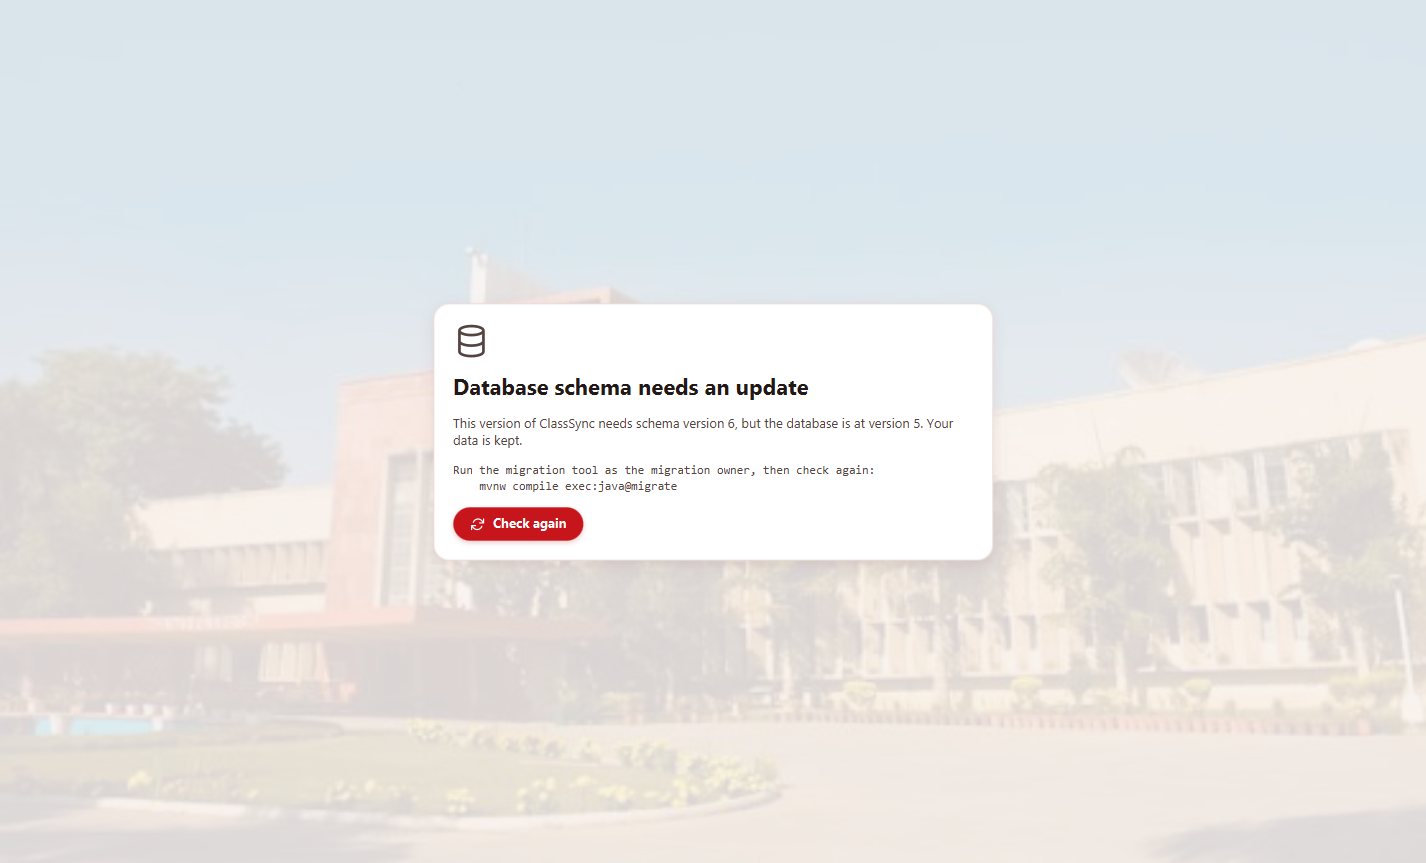 Database schema needs an update
This version of ClassSync needs schema version 6, but the database is at version 5. Your
data is kept.
Run the migration tool as the migration owner, then check again:
mvnw compile exec:java@migrate
Check again